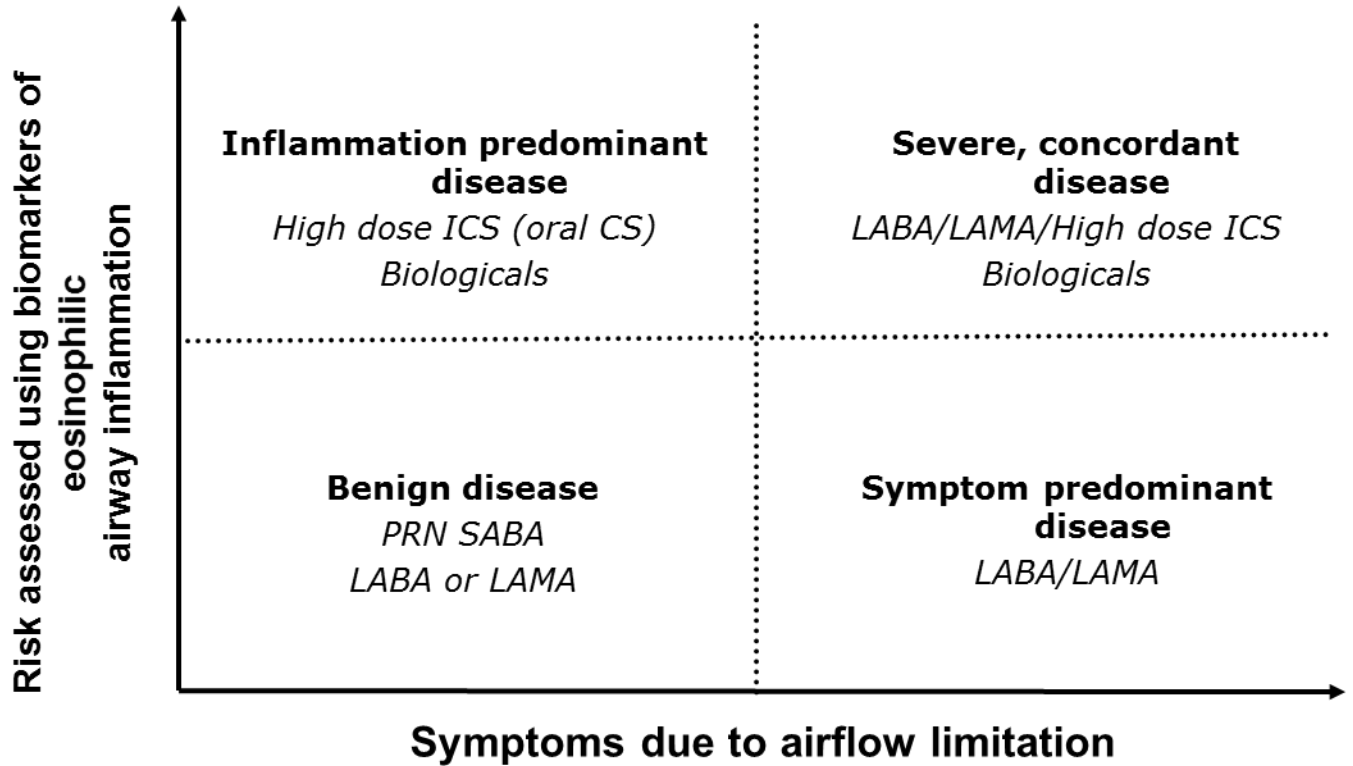 Risk assessed using biomarkers of
eosinophilic
airway inflammation
Inflammation predominant
disease
High dose ICS (oral CS)
Biologicals
Severe, concordant
disease
LABA/LAMA/High dose ICS
Biologicals
Benign disease
PRN SABA
LABA or LAMA
Symptom predominant
disease
LABA/LAMA
Symptoms due to airflow limitation